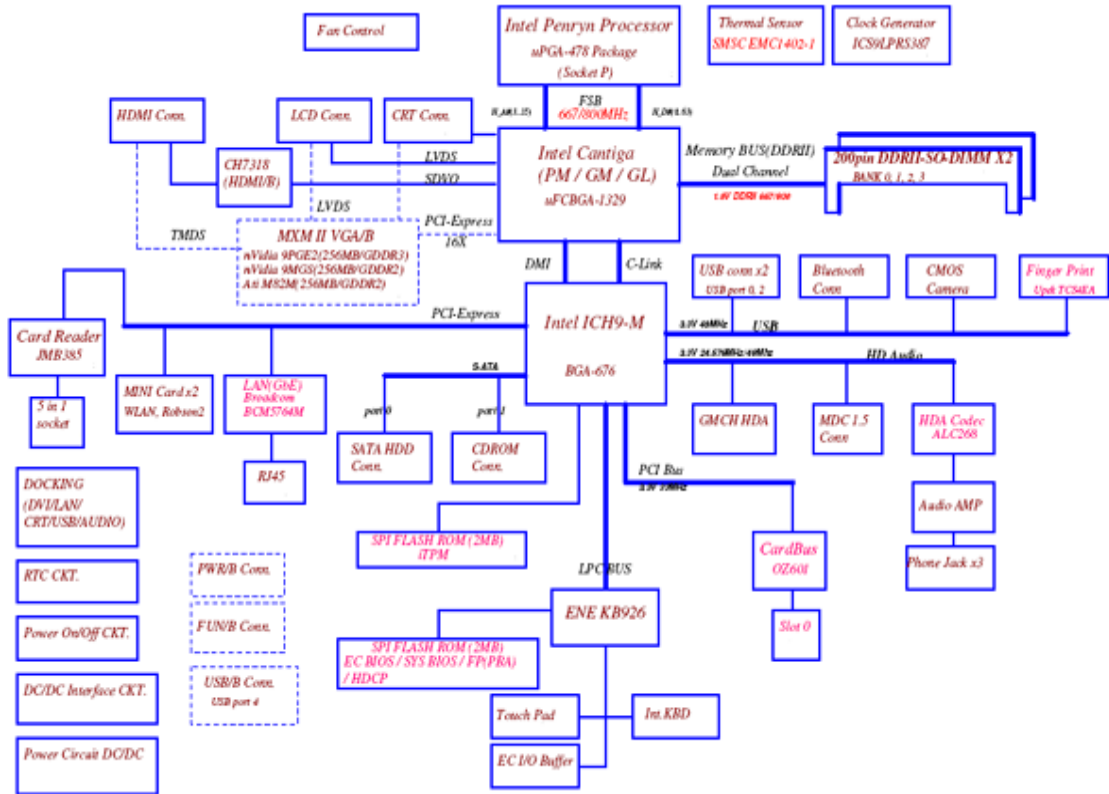 Fan Control
Intel Penryn Processor
uPGA-478 Package
(Socket P)
Thermal Sensor
SMSC EMC1402-1
Clock Generator
ICS9LPRS387
FSB
667/800MHz
HDMI Conn.
LCD Conn.
CRT Conn.
CH7318
(HDMI/B)
LVDS
SDVO
Intel Cantiga
(PM / GM / GL)
uFCBGA-1329
Memory BUS(DDRII)
Dual Channel
200pin DDRII-SO-DIMM X2
BANK 0, 1, 2, 3
LVDS
TMDS
PCI-Express
16X
MXM II VGA/B
nVidia 9PGE2(256MB/GDDR3)
nVidia 9MGS(256MB/GDDR2)
Ati M82M(256MB/GDDR2)
DMI
C-Link
USB conn x2
USB port 0, 2
Bluetooth
Conn
CMOS
Camera
Finger Print
PCI-Express
Intel ICH9-M
BGA-676
3.3V 48MHz
USB
HD Audio
Card Reader
JMB385
5 in 1
socket
MINI Card x2
WLAN, Robson2
LAN(GbE)
Broadcom
BCM5764M
RJ45
S-ATA
port 0
port 1
SATA HDD
Conn.
CDROM
Conn.
GMCH HDA
MDC 1.5
Conn
HDA Codec
ALC268
Audio AMP
Phone Jack x3
PCI Bus
3.3V 33MHz
CardBus
OZ601
Slot 0
SPI FLASH ROM (2MB)
iTPM
LPC BUS
ENE KB926
SPI FLASH ROM (2MB)
EC BIOS / SYS BIOS / FP(PBA)
/ HDCP
Touch Pad
Int.KBD
EC I/O Buffer
DOCKING
(DVI/LAN/
CRT/USB/AUDIO)
RTC CKT.
Power On/Off CKT.
DC/DC Interface CKT.
Power Circuit DC/DC
PWR/B Conn.
FUN/B Conn.
USB/B Conn.
USB port 4